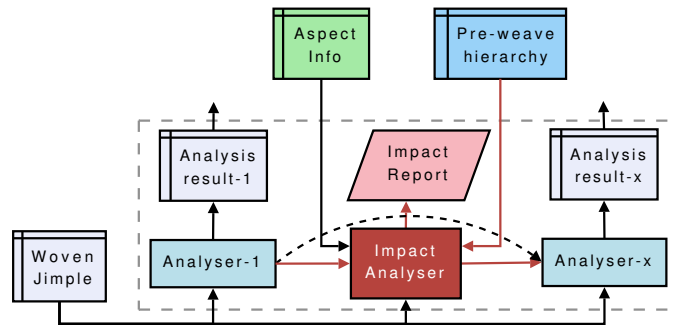 Aspect
Info
Pre-weave
hierarchy
Analysis
result-1
Impact
Report
Analysis
result-x
Woven
Jimple
Analyser-1
Impact
Analyser
Analyser-x